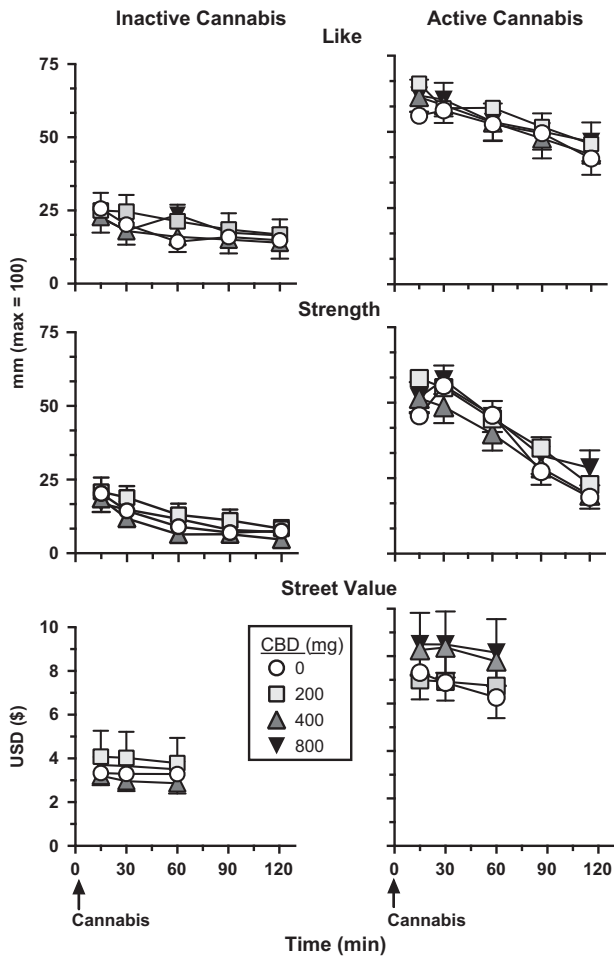 Inactive Cannabis Active Cannabis
Like
75
50
25
0
mm (max = 100)
Strength
75
50
25
0
Street Value
10
8
6
4
2
0
USD ($)
CBD (mg)
0
200
400
800
0 30 60 90 120 0 30 60 90 120
Cannabis Cannabis
Time (min)